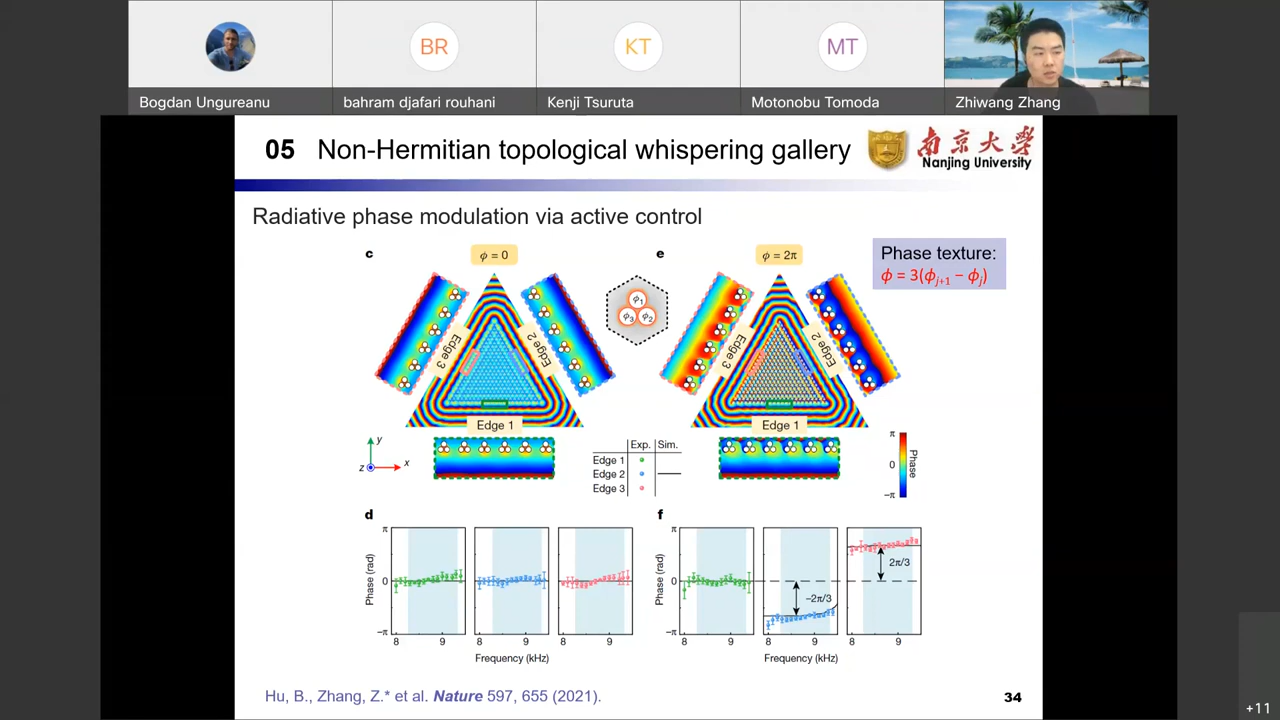 BR
KT
MT
Bogdan Ungureanu
bahram djafari rouhani
Kenji Tsuruta
Motonobu Tomoda
Zhiwang Zhang
05 Non-Hermitian topological whispering gallery
南京大学
Nanjing University
Radiative phase modulation via active control
Phase texture:
ϕ = 3(ϕj+1 − ϕj)
c
ϕ = 0
e
ϕ = 2π
ϕ1
ϕ3 ϕ2
Edge 3
Edge 2
Edge 1
Edge 3
Edge 2
Edge 1
y
z
x
Exp. Sim.
Edge 1
Edge 2
Edge 3
π
0
−π
Phase
d
π
0
−π
Phase (rad)
8 9
8 9
8 9
Frequency (kHz)
f
π
0
−π
Phase (rad)
−2π/3
2π/3
8 9
8 9
8 9
Frequency (kHz)
Hu, B., Zhang, Z.* et al. Nature 597, 655 (2021).
34
+11